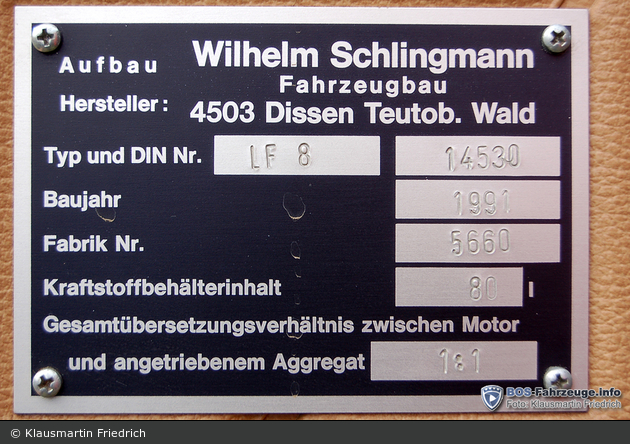 Aufbau Wilhelm Schlingmann
Fahrzeugbau
Hersteller: 4503 Dissen Teutob. Wald
Typ und DIN Nr. LF 8 14530
Baujahr 1991
Fabrik Nr. 5660
Kraftstoffbehälterinhalt 80 l
Gesamtübersetzungsverhältnis zwischen Motor
und angetriebenem Aggregat 1:1
BOS-Fahrzeuge.info
Foto: Klausmartin Friedrich
© Klausmartin Friedrich